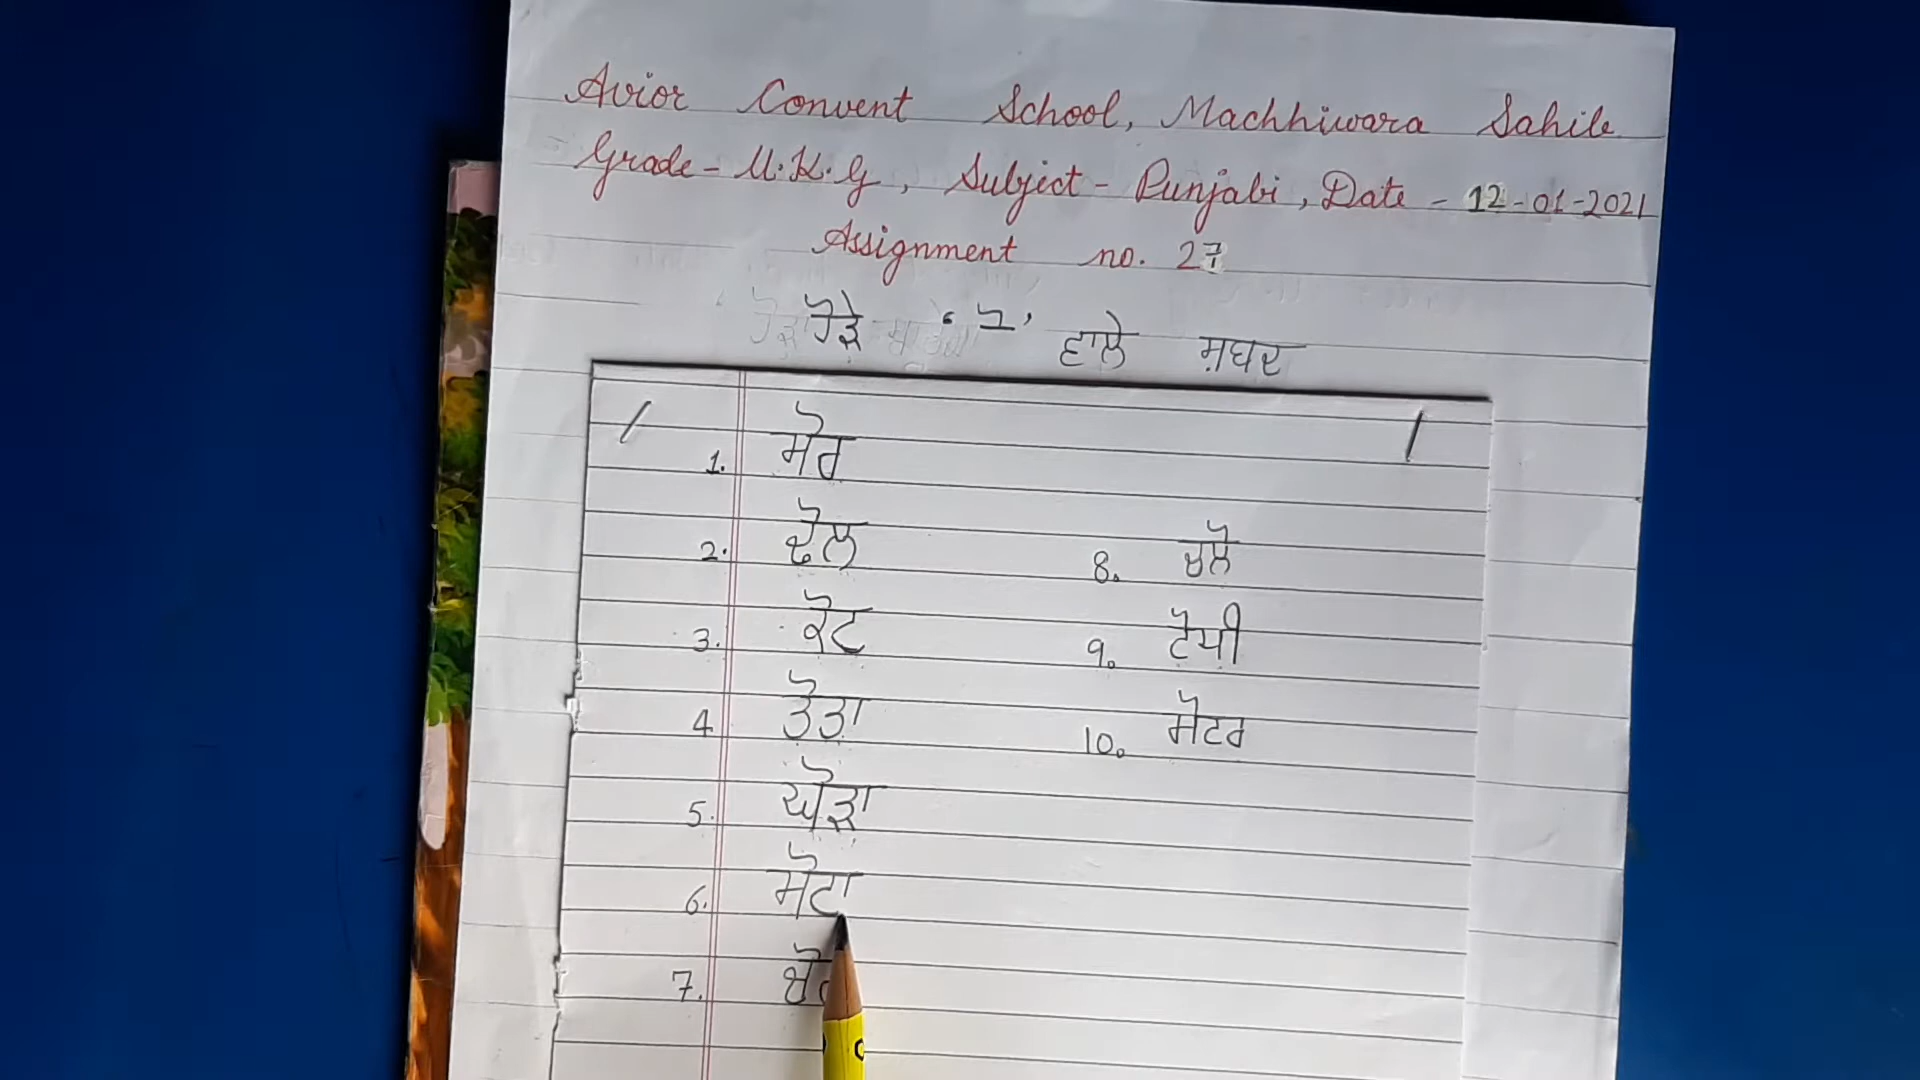 Avior Convent School, Machhiwara Sahib
Grade - U.K.G, Subject - Punjabi, Date - 12-01-2021
Assignment no. 27
ਹੋੜੇ ' ੋ ' ਵਾਲੇ ਸ਼ਬਦ
1. ਮੋਰ
2. ਢੋਲ
3. ਕੋਟ
4 ਤੋਤਾ
5. ਘੋੜਾ
6. ਮੋਟਾ
7.
8. ਚਲੋ
9. ਟੋਪੀ
10. ਮੋਟਰ